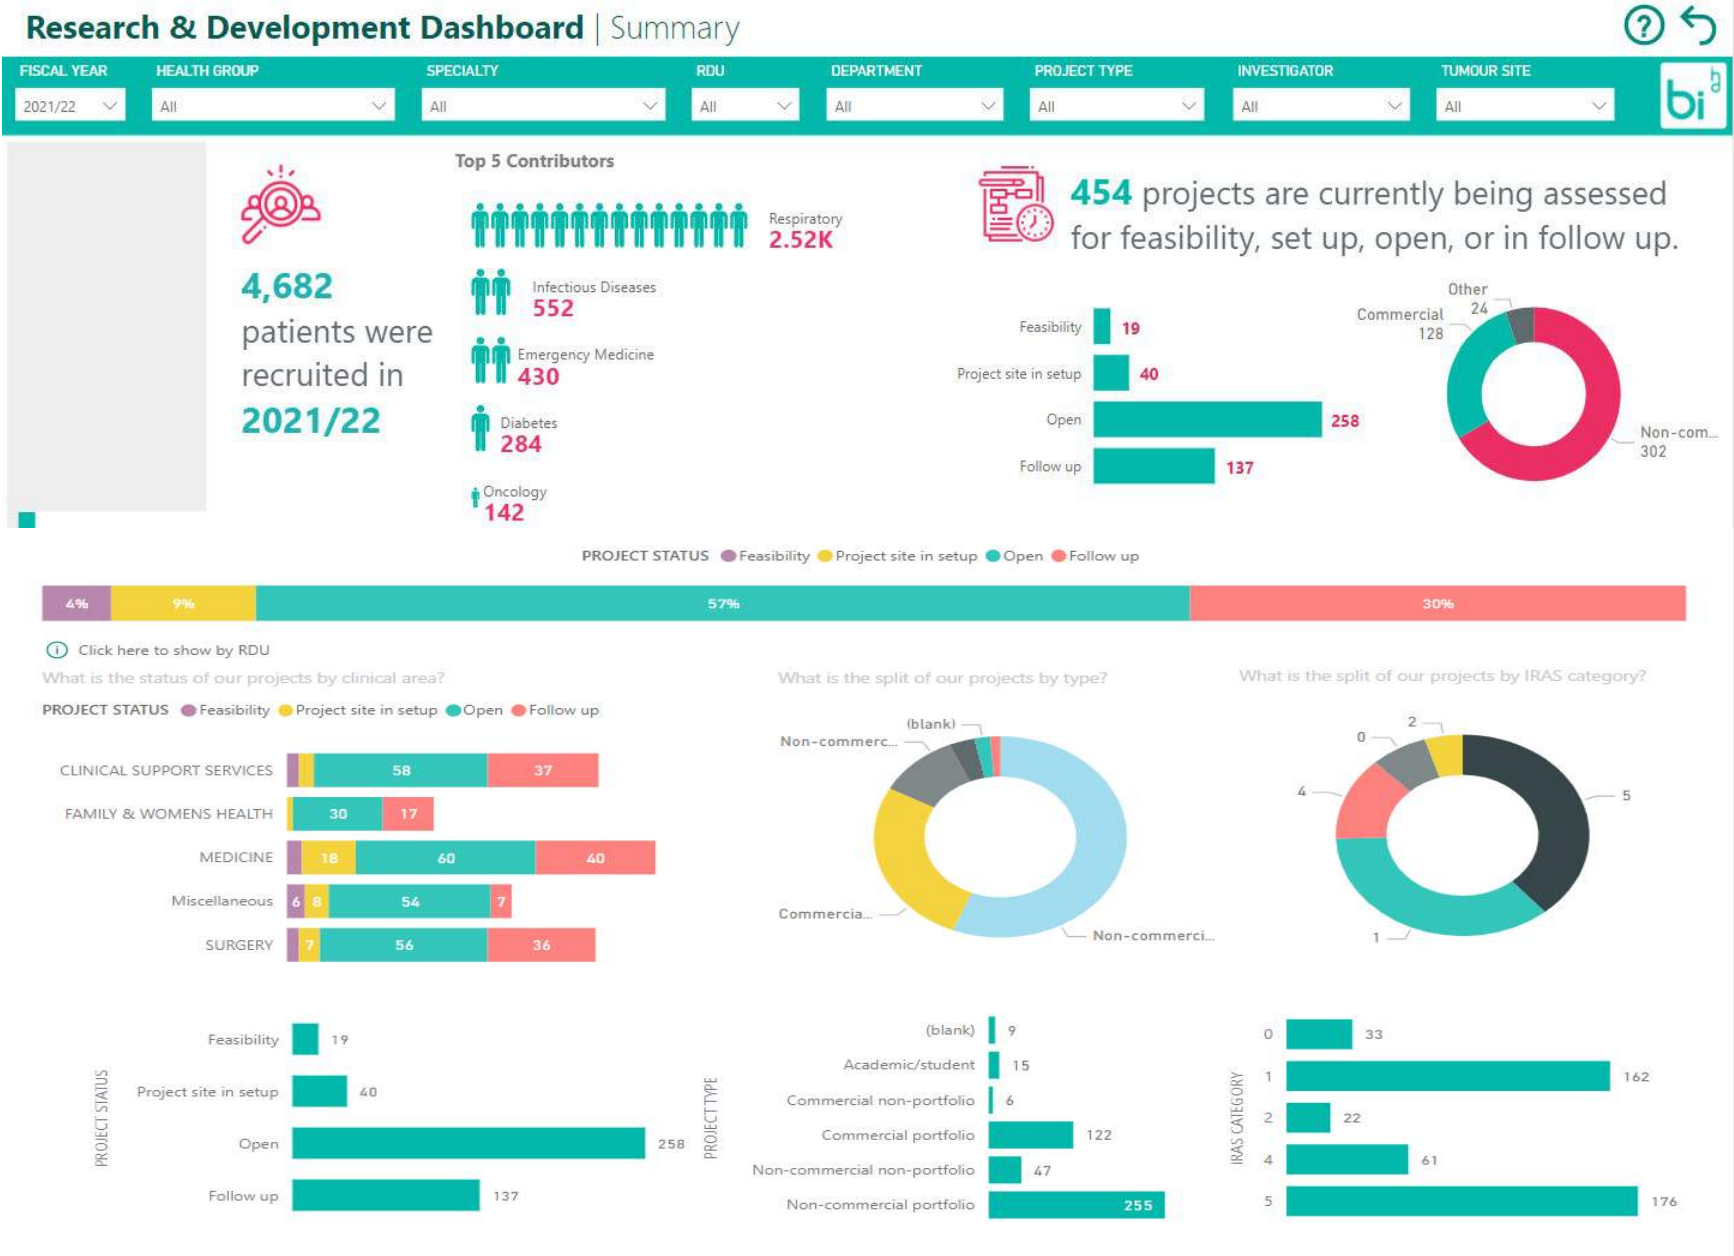 Research & Development Dashboard | Summary
?
FISCAL YEAR HEALTH GROUP SPECIALTY RDU DEPARTMENT PROJECT TYPE INVESTIGATOR TUMOUR SITE
2021/22 All All All All All All All
bi
Top 5 Contributors
4,682
patients were
recruited in
2021/22
Respiratory
2.52K
Infectious Diseases
552
Emergency Medicine
430
Diabetes
284
Oncology
142
454 projects are currently being assessed
for feasibility, set up, open, or in follow up.
Feasibility 19
Project site in setup 40
Open 258
Follow up 137
Other
24
Commercial
128
Non-com...
302
PROJECT STATUS Feasibility Project site in setup Open Follow up
4% 9% 57% 30%
Click here to show by RDU
What is the status of our projects by clinical area?
PROJECT STATUS Feasibility Project site in setup Open Follow up
CLINICAL SUPPORT SERVICES 58 37
FAMILY & WOMENS HEALTH 30 17
MEDICINE 18 60 40
Miscellaneous 6 8 54 7
SURGERY 7 56 36
What is the split of our projects by type?
(blank)
Non-commerc...
Commercia...
Non-commerci...
What is the split of our projects by IRAS category?
2
0
4
5
1
PROJECT STATUS
Feasibility 19
Project site in setup 40
Open 258
Follow up 137
PROJECT TYPE
(blank) 9
Academic/student 15
Commercial non-portfolio 6
Commercial portfolio 122
Non-commercial non-portfolio 47
Non-commercial portfolio 255
IRAS CATEGORY
0 33
1 162
2 22
4 61
5 176